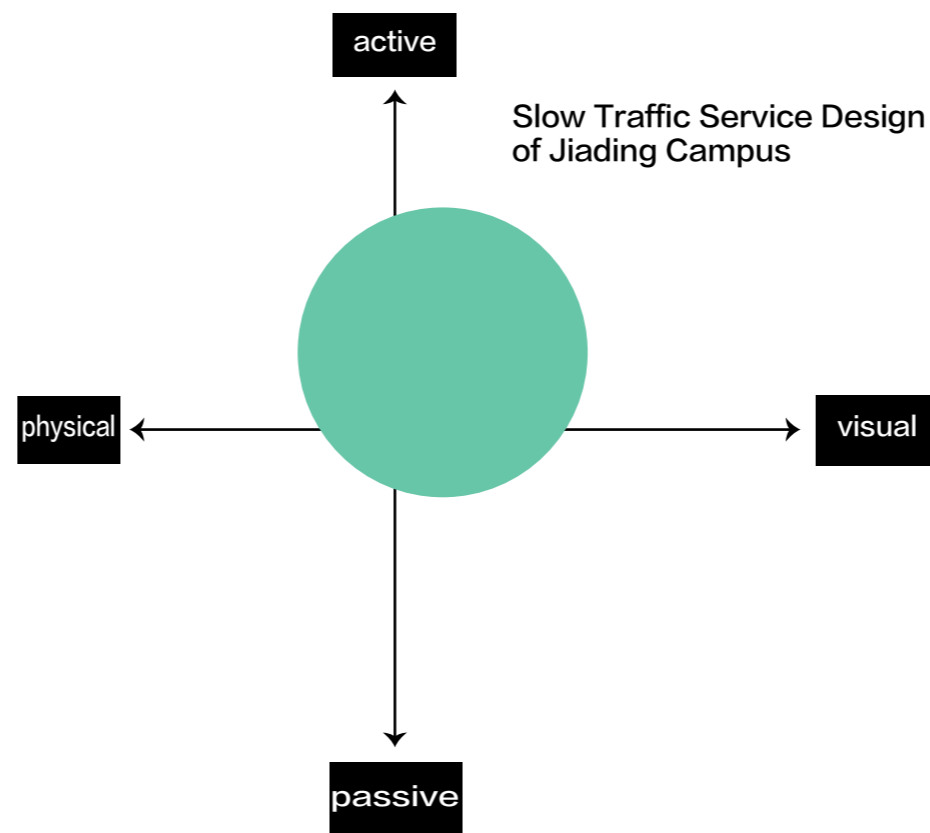 active
Slow Traffic Service Design
of Jiading Campus
physical
visual
passive